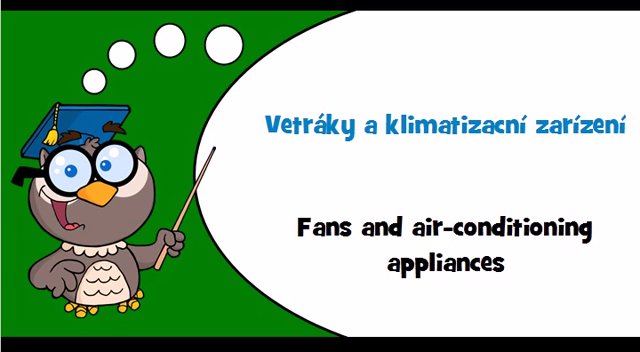 Vetráky a klimatizacní zarízení
Fans and air-conditioning
appliances